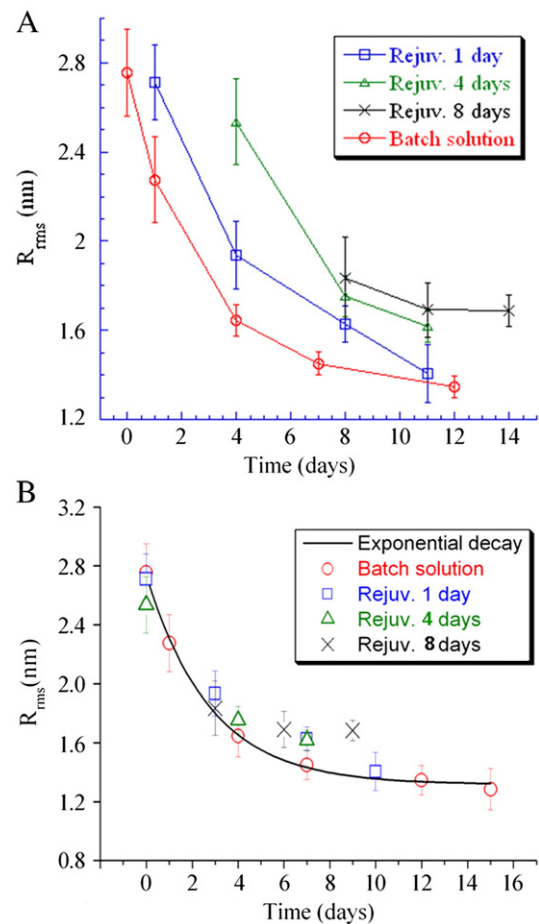 A
Rejuv. 1 day
Rejuv. 4 days
Rejuv. 8 days
Batch solution
2.8
2.4
2
1.6
1.2
R_rms (nm)
0 2 4 6 8 10 12 14
Time (days)
B
Exponential decay
Batch solution
Rejuv. 1 day
Rejuv. 4 days
Rejuv. 8 days
3.2
2.8
2.4
2.0
1.6
1.2
0.8
R_rms (nm)
0 2 4 6 8 10 12 14 16
Time (days)